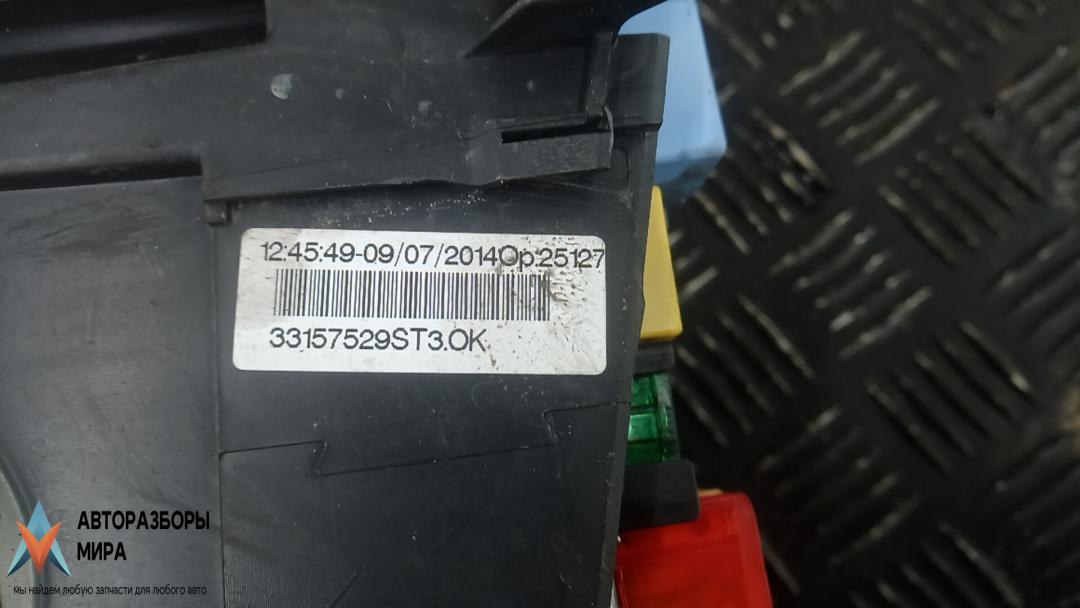 12:45:49-09/07/2014Op:25127
33157529ST3.OK
АВТОРАЗБОРЫ
МИРА
мы найдем любую запчасти для любого авто